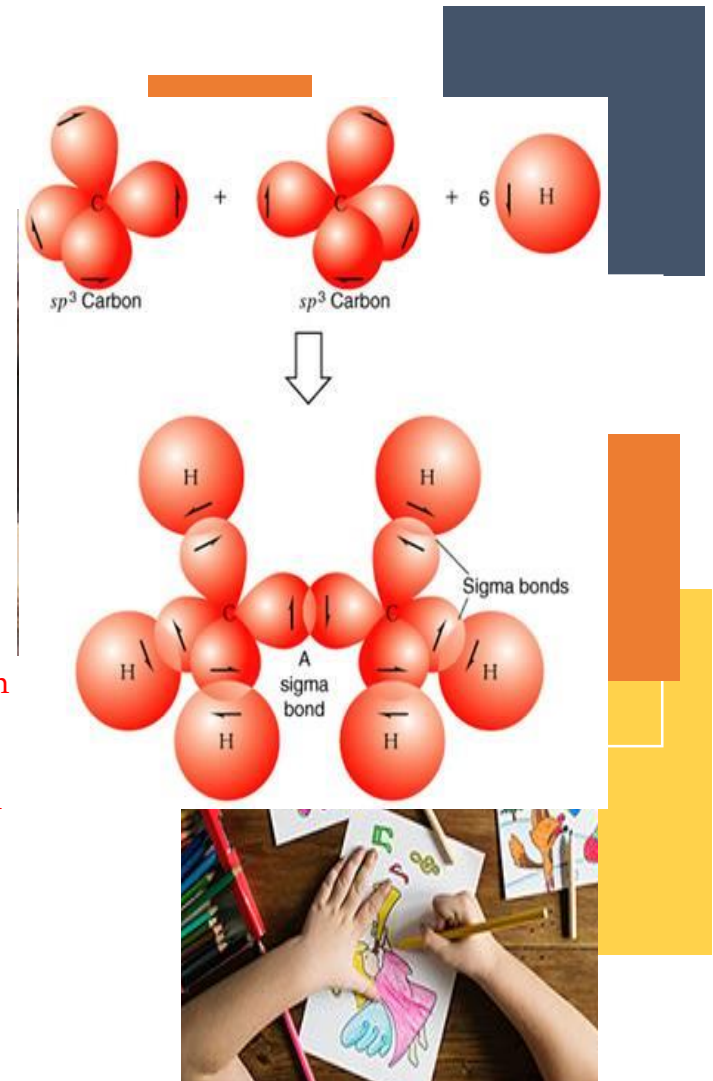 C + C + 6 H
sp³ Carbon sp³ Carbon
H H
Sigma bonds
C C
H H
A
sigma
bond
H H
n